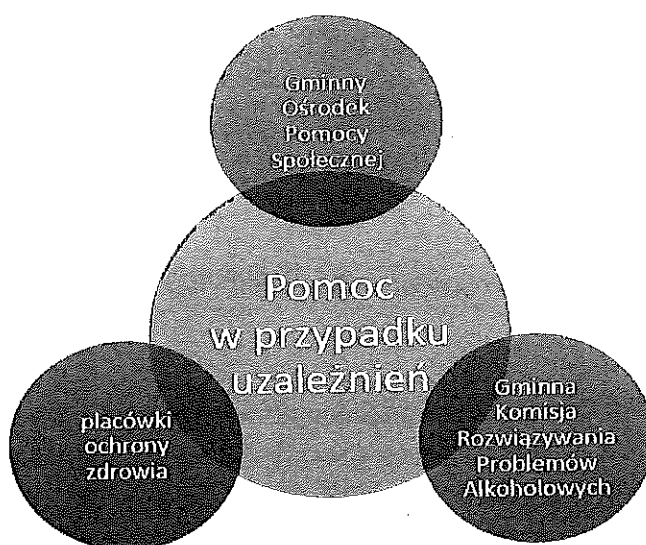 Gminny
Ośrodek
Pomocy
Społecznej
Pomoc
w przypadku
uzależnień
placówki
ochrony
zdrowia
Gminna
Komisja
Rozwiązywania
Problemów
Alkoholowych